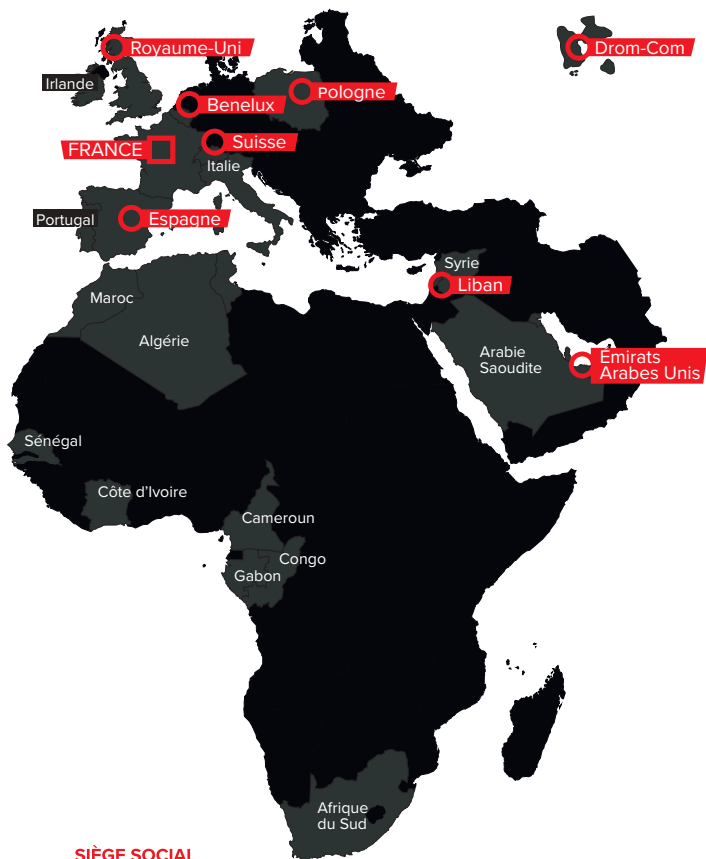 Royaume-Uni
Drom-Com
Irlande
Pologne
Benelux
FRANCE
Suisse
Italie
Portugal
Espagne
Syrie
Liban
Maroc
Algérie
Arabie
Saoudite
Émirats
Arabes Unis
Sénégal
Côte d'Ivoire
Cameroun
Congo
Gabon
Afrique
du Sud
SIÈGE SOCIAL